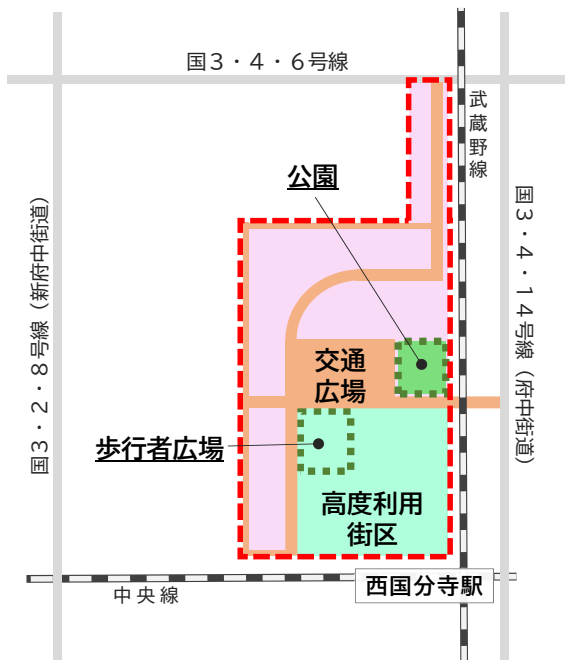 国３・４・６号線
武蔵野線
公園
国３・２・８号線（新府中街道）
国３・４・１４号線（府中街道）
交通
広場
歩行者広場
高度利用
街区
西国分寺駅
中央線